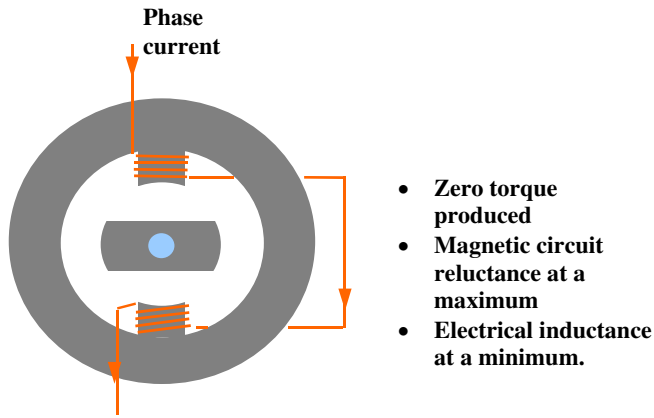 Phase
current
• Zero torque
produced
• Magnetic circuit
reluctance at a
maximum
• Electrical inductance
at a minimum.